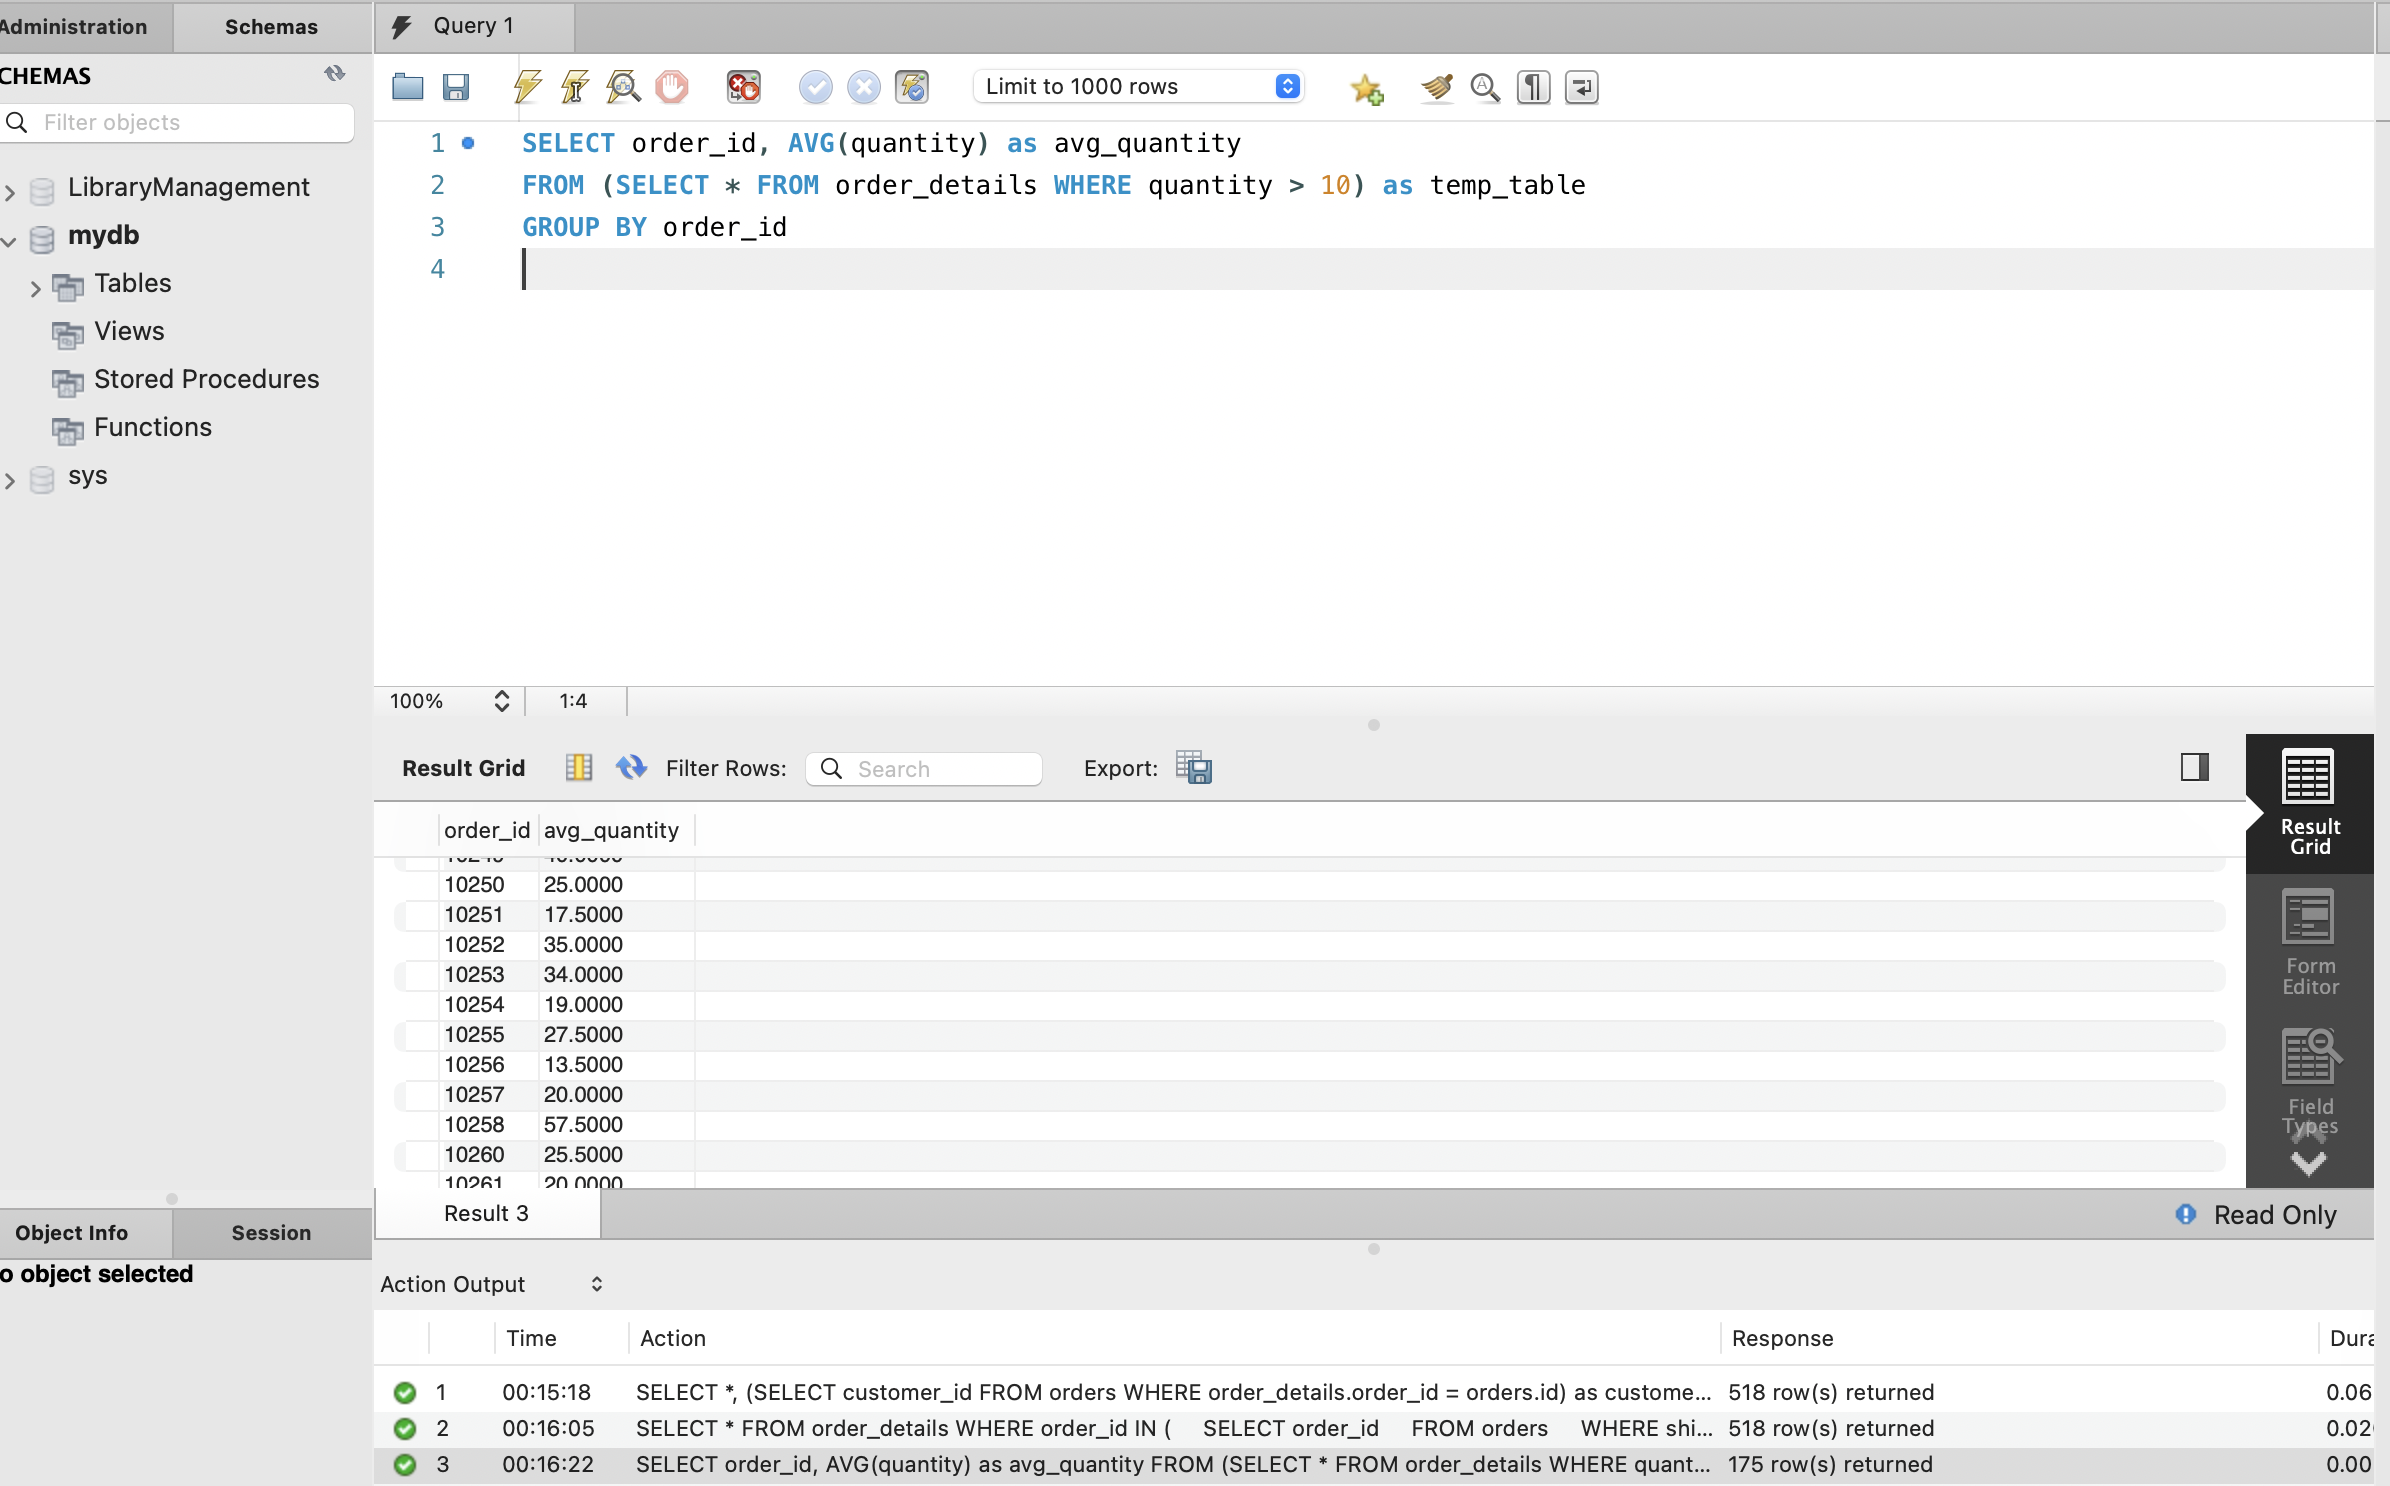 Administration
Schemas
Query 1
CHEMAS
Filter objects
Limit to 1000 rows
LibraryManagement
mydb
Tables
Views
Stored Procedures
Functions
sys
1 SELECT order_id, AVG(quantity) as avg_quantity
2 FROM (SELECT * FROM order_details WHERE quantity > 10) as temp_table
3 GROUP BY order_id
4
100% 1:4
Result Grid Filter Rows: Search Export:
order_id avg_quantity
10250 25.0000
10251 17.5000
10252 35.0000
10253 34.0000
10254 19.0000
10255 27.5000
10256 13.5000
10257 20.0000
10258 57.5000
10260 25.5000
10261 20.0000
Result
Grid
Form
Editor
Field
Types
Result 3
Read Only
Object Info
Session
o object selected
Action Output
Time Action Response Dura
1 00:15:18 SELECT *, (SELECT customer_id FROM orders WHERE order_details.order_id = orders.id) as custome... 518 row(s) returned 0.06
2 00:16:05 SELECT * FROM order_details WHERE order_id IN ( SELECT order_id FROM orders WHERE shi... 518 row(s) returned 0.02
3 00:16:22 SELECT order_id, AVG(quantity) as avg_quantity FROM (SELECT * FROM order_details WHERE quant... 175 row(s) returned 0.00